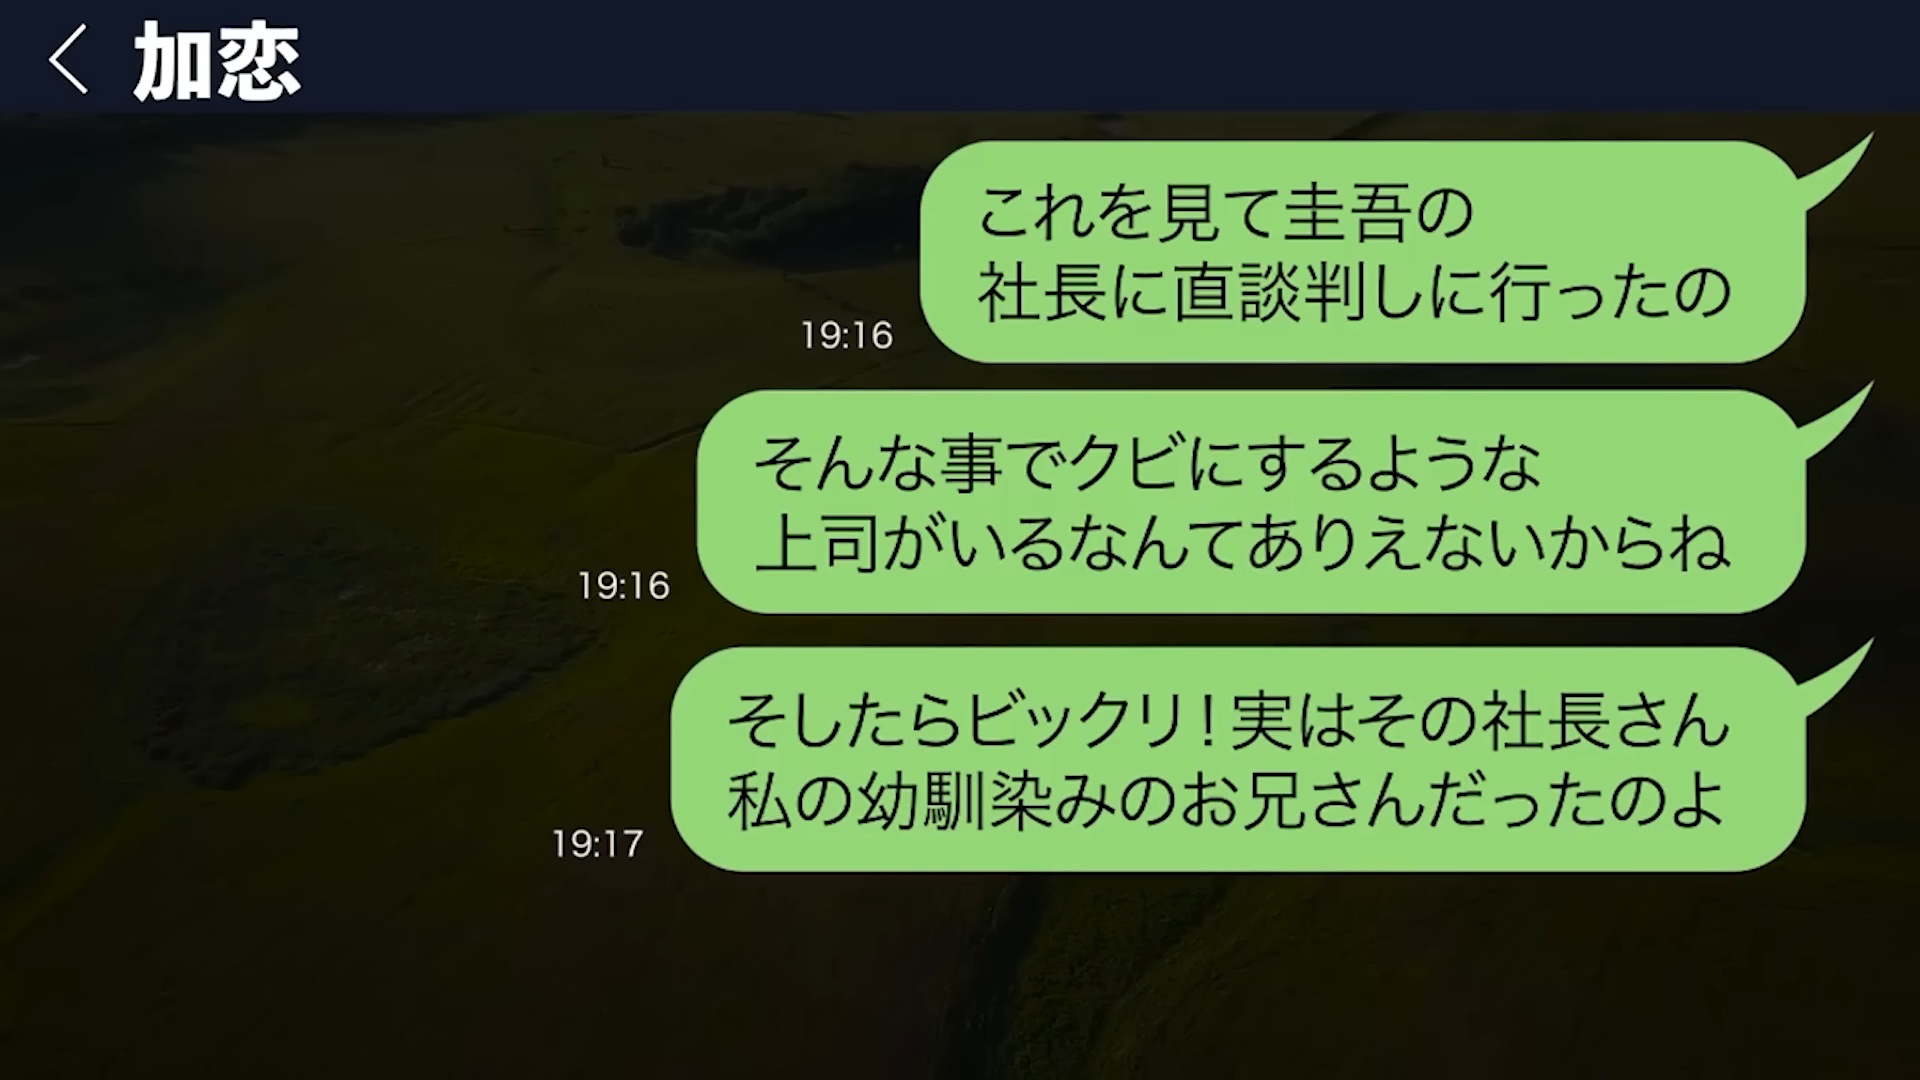 加恋
これを見て圭吾の
社長に直談判しに行ったの
19:16
そんな事でクビにするような
上司がいるなんてありえないからね
19:16
そしたらビックリ！実はその社長さん
私の幼馴染みのお兄さんだったのよ
19:17